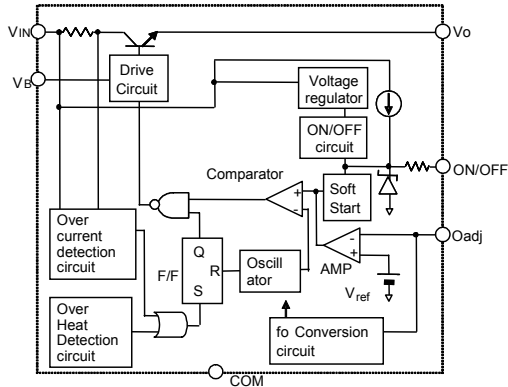 VIN
Vo
VB
Drive
Circuit
Voltage
regulator
ON/OFF
circuit
ON/OFF
Comparator
+
-
Soft
Start
Over
current
detection
circuit
Oadj
-
+
AMP
Vref
Q
F/F
R
S
Oscill
ator
Over
Heat
Detection
circuit
fo Conversion
circuit
COM